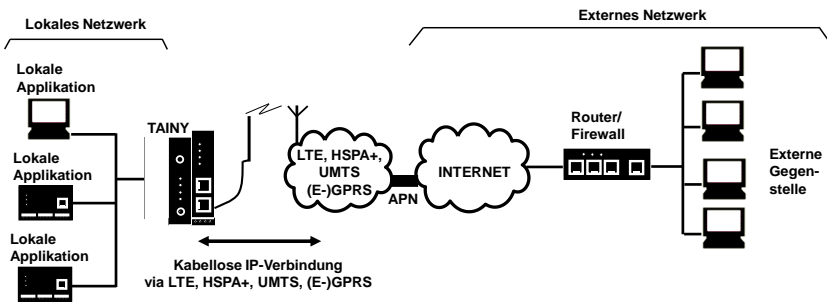 Lokales Netzwerk
Externes Netzwerk
Lokale
Applikation
TAINY
Lokale
Applikation
Lokale
Applikation
LTE, HSPA+,
UMTS
(E-)GPRS
APN
INTERNET
Router/
Firewall
Externe
Gegen-
stelle
Kabellose IP-Verbindung
via LTE, HSPA+, UMTS, (E-)GPRS